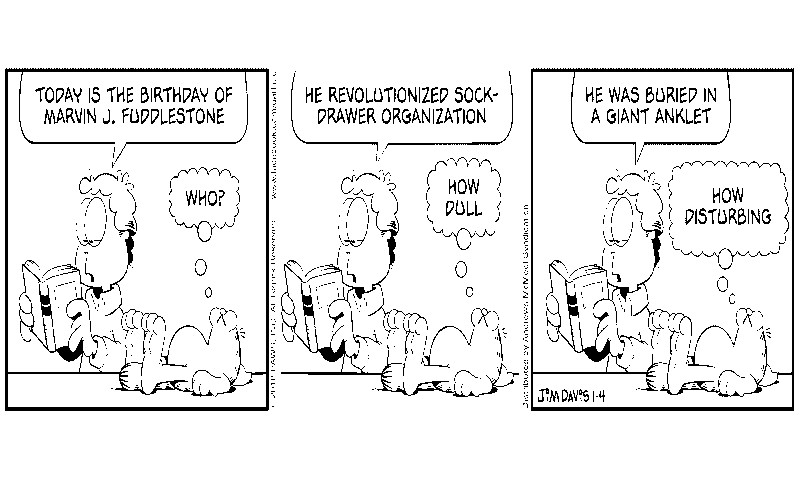 TODAY IS THE BIRTHDAY OF
MARVIN J. FUDDLESTONE
WHO?
HE REVOLUTIONIZED SOCK-
DRAWER ORGANIZATION
HOW
DULL
HE WAS BURIED IN
A GIANT ANKLET
HOW
DISTURBING
JIM DAVIS 1-4